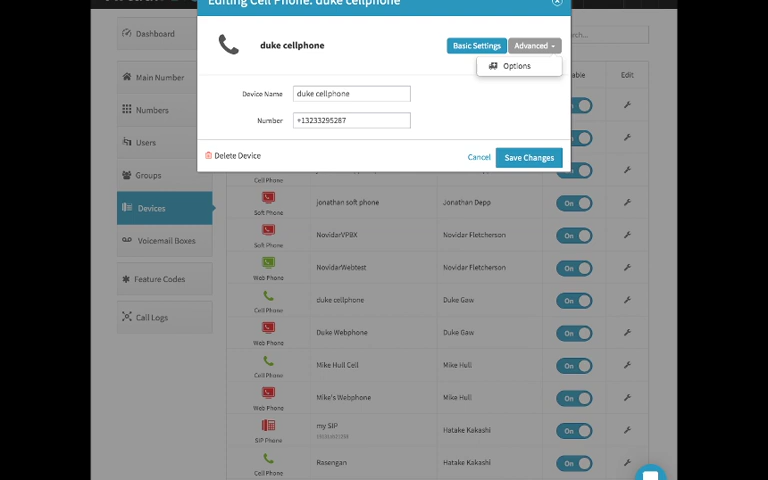 Editing Cell Phone: duke cellphone
duke cellphone
Basic Settings
Advanced
Options
Device Name
duke cellphone
Number
+13233295287
Delete Device
Cancel
Save Changes
Dashboard
Main Number
Numbers
Users
Groups
Devices
Voicemail Boxes
Feature Codes
Call Logs
Edit
On
On
On
Cell Phone
Soft Phone
jonathan soft phone
Jonathan Depp
On
Soft Phone
NovidarVPBX
Novidar Fletcherson
On
Web Phone
NovidarWebtest
Novidar Fletcherson
On
Cell Phone
duke cellphone
Duke Gaw
On
Web Phone
Duke Webphone
Duke Gaw
On
Cell Phone
Mike Hull Cell
Mike Hull
On
Web Phone
Mike's Webphone
Mike Hull
On
SIP Phone
my SIP
Hatake Kakashi
On
Cell Phone
Rasengan
Hatake Kakashi
On